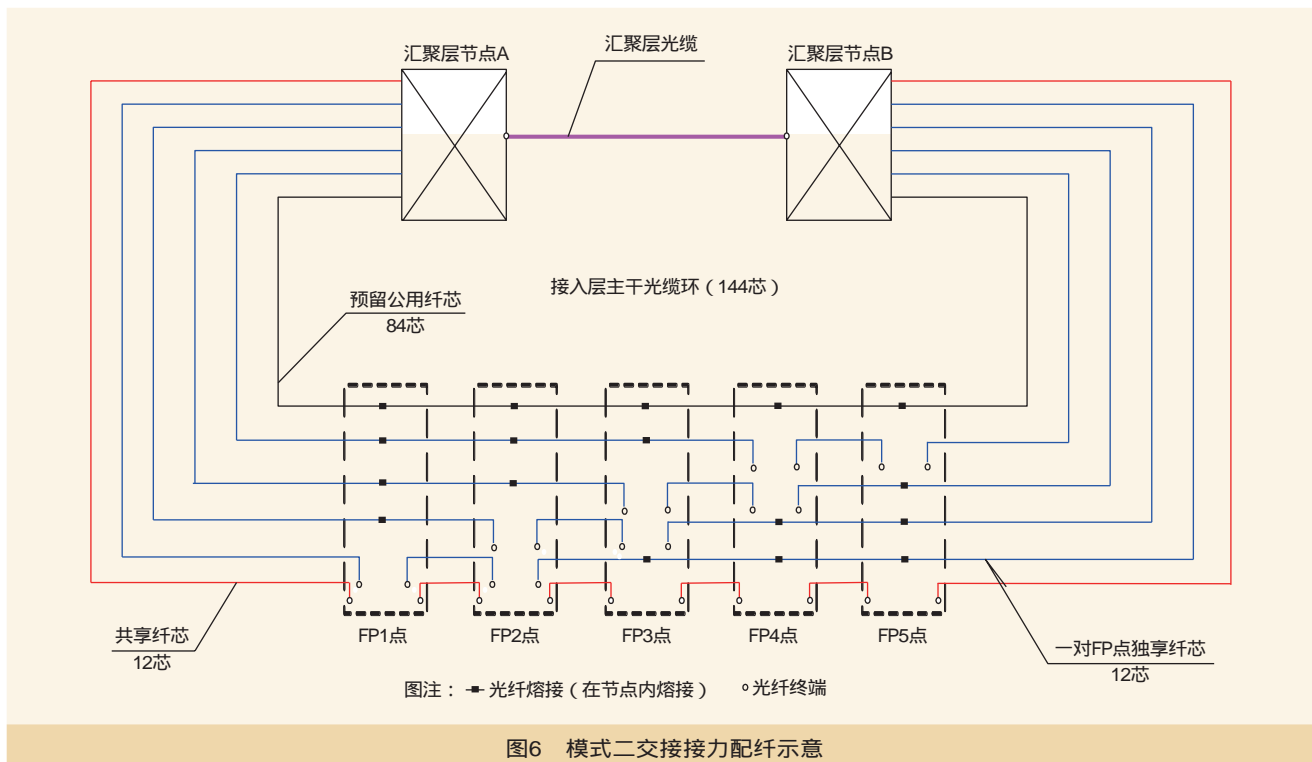 汇聚层光缆
汇聚层节点A
汇聚层节点B
接入层主干光缆环（144芯）
预留公用纤芯
84芯
FP1点
FP2点
FP3点
FP4点
FP5点
共享纤芯
12芯
一对FP点独享纤芯
12芯
图注： 光纤熔接（在节点内熔接） 光纤终端
图6 模式二交接接力配纤示意